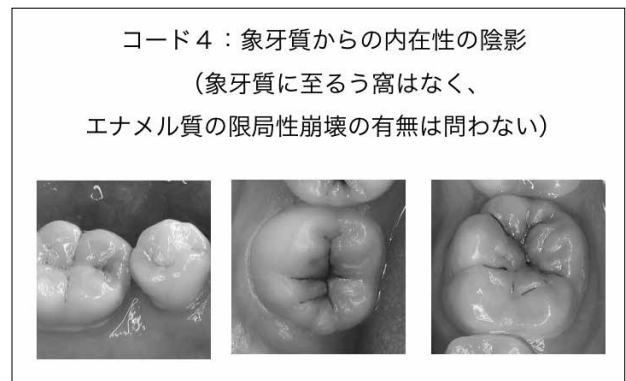 コード４：象牙質からの内在性の陰影
（象牙質に至るう窩はなく、
エナメル質の限局性崩壊の有無は問わない）